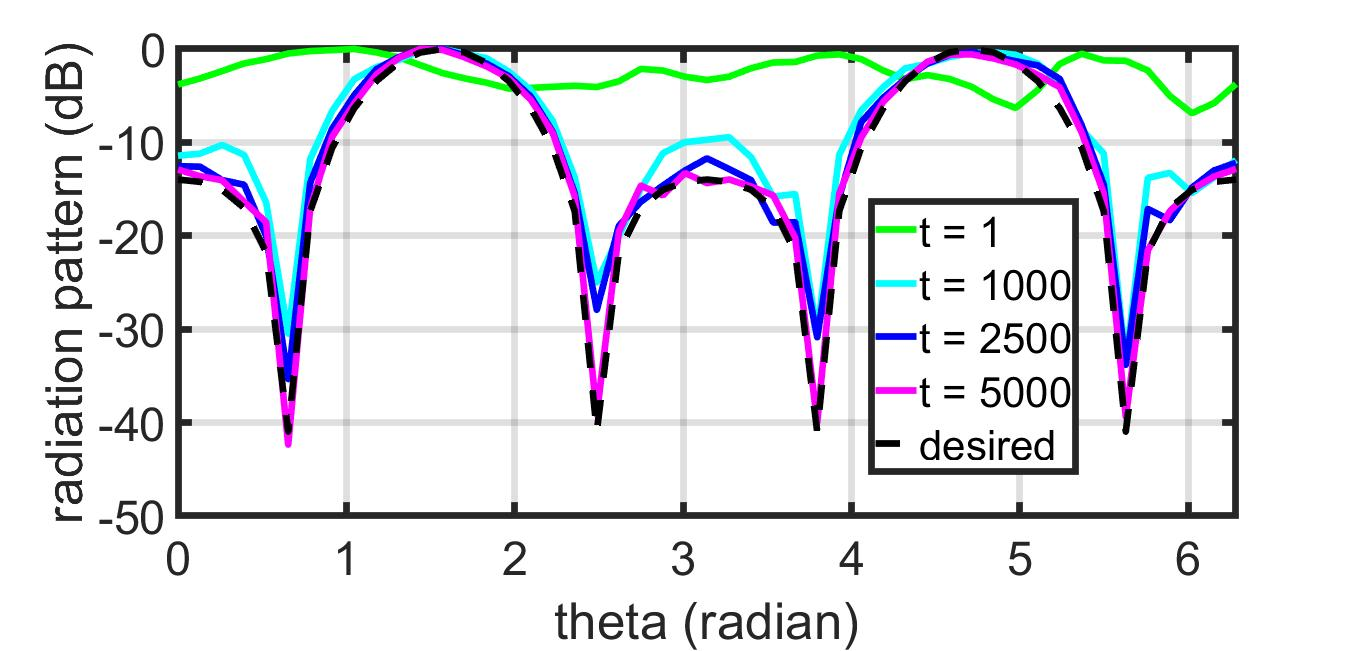 radiation pattern (dB)
0
-10
-20
-30
-40
-50
t = 1
t = 1000
t = 2500
t = 5000
desired
0 1 2 3 4 5 6
theta (radian)